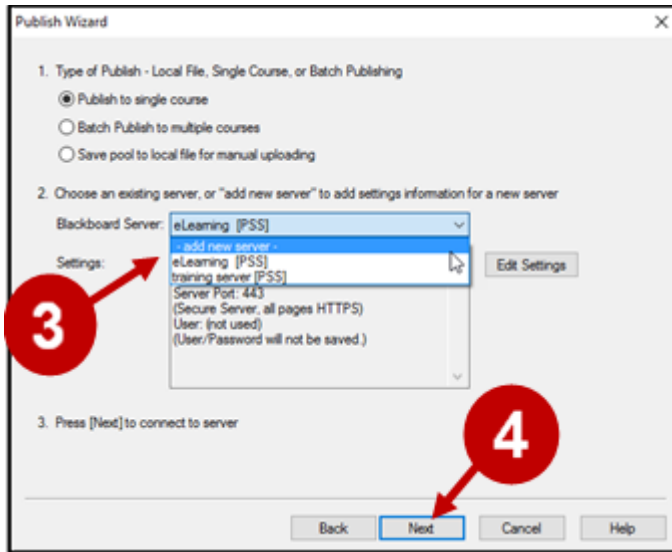 Publish Wizard
1. Type of Publish - Local File, Single Course, or Batch Publishing
Publish to single course
Batch Publish to multiple courses
Save pool to local file for manual uploading
2. Choose an existing server, or "add new server" to add settings information for a new server
Blackboard Server: eLearning [PSS]
- add new server -
Settings: eLearning [PSS] Edit Settings
training server [PSS]
Server Port: 443
(Secure Server, all pages HTTPS)
User: (not used)
(User/Password will not be saved.)
3
3. Press [Next] to connect to server
4
Back Next Cancel Help